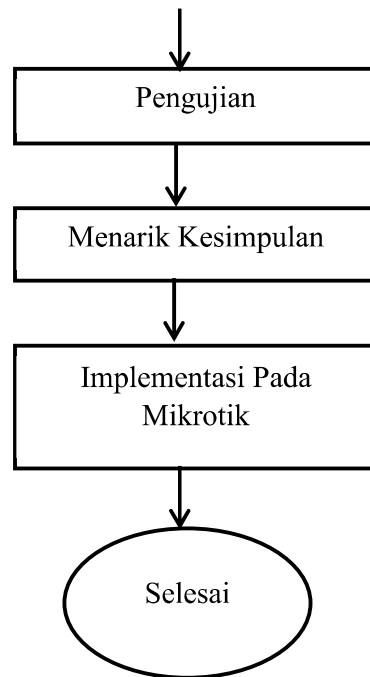 Pengujian
Menarik Kesimpulan
Implementasi Pada
Mikrotik
Selesai